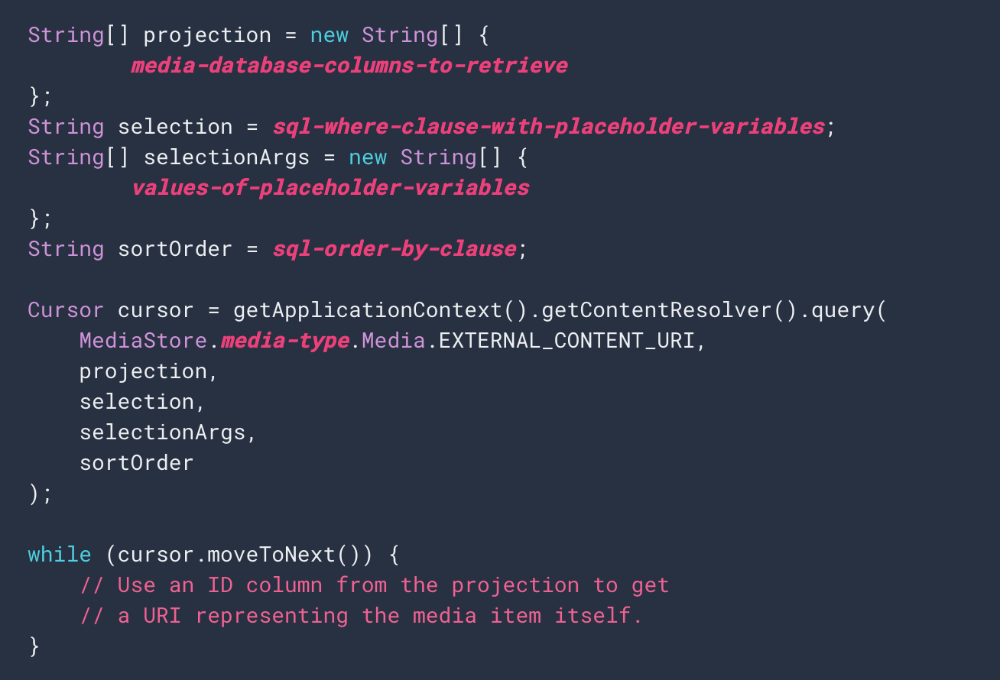 String[] projection = new String[] {
        media-database-columns-to-retrieve
};
String selection = sql-where-clause-with-placeholder-variables;
String[] selectionArgs = new String[] {
        values-of-placeholder-variables
};
String sortOrder = sql-order-by-clause;

Cursor cursor = getApplicationContext().getContentResolver().query(
    MediaStore.media-type.Media.EXTERNAL_CONTENT_URI,
    projection,
    selection,
    selectionArgs,
    sortOrder
);

while (cursor.moveToNext()) {
    // Use an ID column from the projection to get
    // a URI representing the media item itself.
}